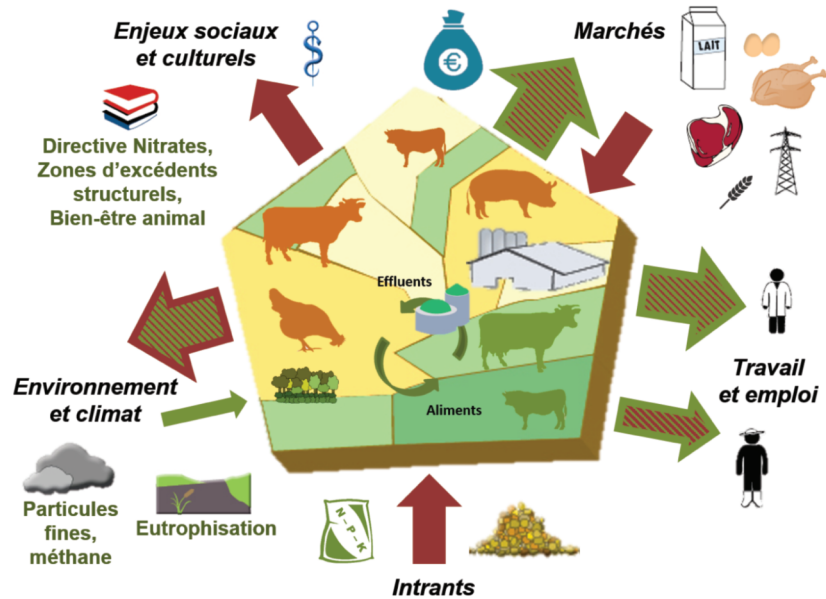 Enjeux sociaux
et culturels
Marchés
LAIT
Directive Nitrates,
Zones d'excédents
structurels,
Bien-être animal
Effluents
Environnement
et climat
Travail
et emploi
Aliments
Particules
fines,
méthane
Eutrophisation
N-P-K
Intrants